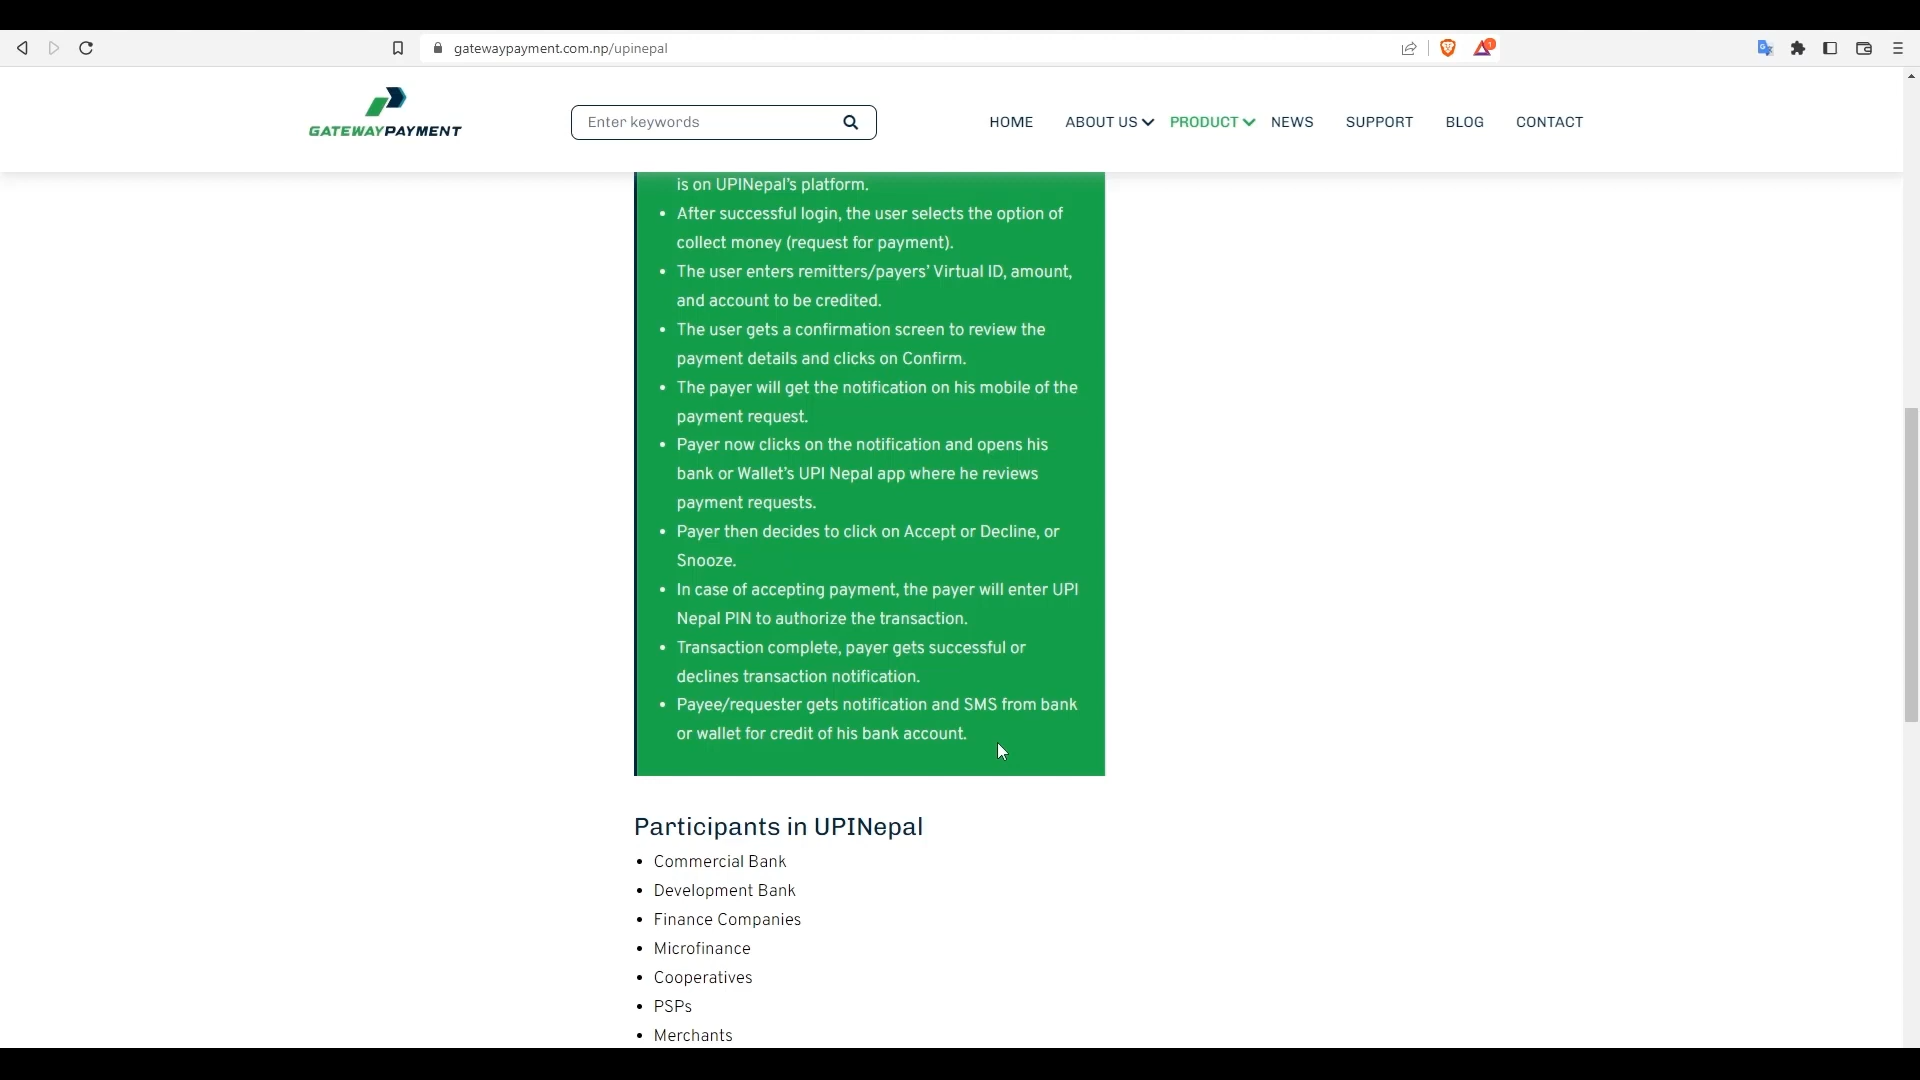 gatewaypayment.com.np/upinepal
1
GATEWAYPAYMENT
Enter keywords
HOME
ABOUT US
PRODUCT
NEWS
SUPPORT
BLOG
CONTACT
is on UPINepal’s platform.
• After successful login, the user selects the option of
collect money (request for payment).
• The user enters remitters/payers’ Virtual ID, amount,
and account to be credited.
• The user gets a confirmation screen to review the
payment details and clicks on Confirm.
• The payer will get the notification on his mobile of the
payment request.
• Payer now clicks on the notification and opens his
bank or Wallet’s UPI Nepal app where he reviews
payment requests.
• Payer then decides to click on Accept or Decline, or
Snooze.
• In case of accepting payment, the payer will enter UPI
Nepal PIN to authorize the transaction.
• Transaction complete, payer gets successful or
declines transaction notification.
• Payee/requester gets notification and SMS from bank
or wallet for credit of his bank account.
Participants in UPINepal
• Commercial Bank
• Development Bank
• Finance Companies
• Microfinance
• Cooperatives
• PSPs
• Merchants